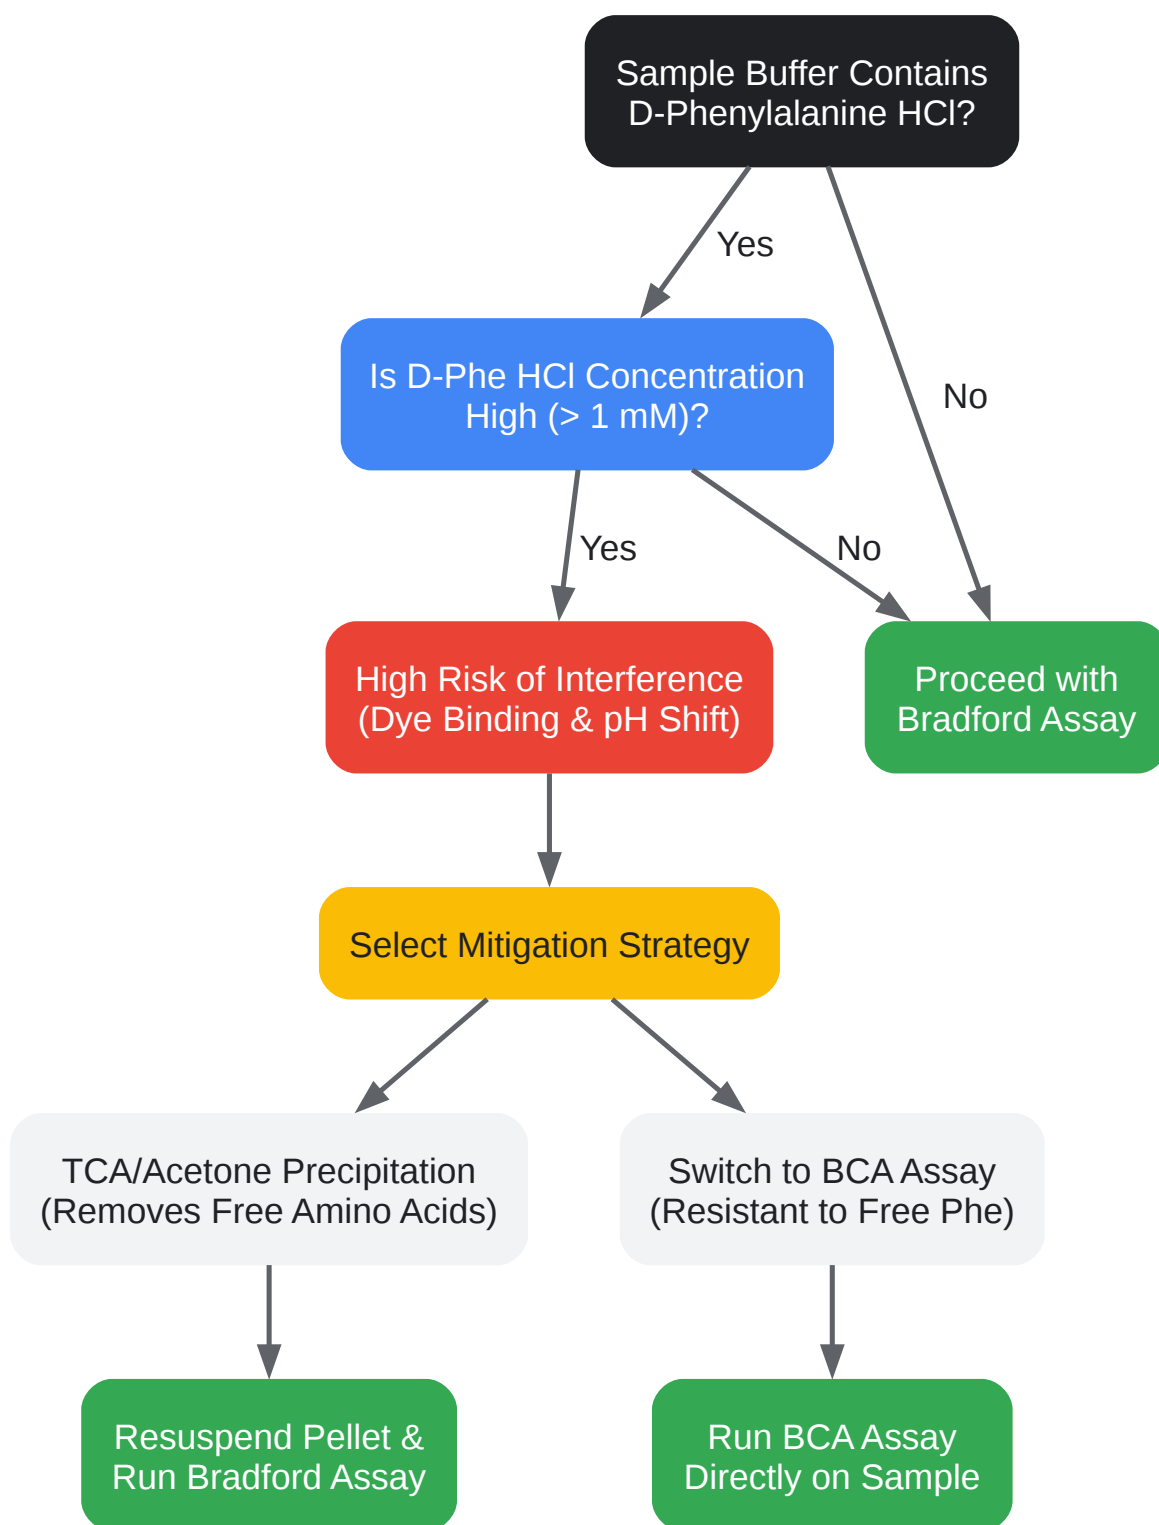 Sample Buffer Contains
D-Phenylalanine HCl?
Yes
No
Is D-Phe HCl Concentration
High (> 1 mM)?
Yes
No
High Risk of Interference
(Dye Binding & pH Shift)
Proceed with
Bradford Assay
Select Mitigation Strategy
TCA/Acetone Precipitation
(Removes Free Amino Acids)
Switch to BCA Assay
(Resistant to Free Phe)
Resuspend Pellet &
Run Bradford Assay
Run BCA Assay
Directly on Sample